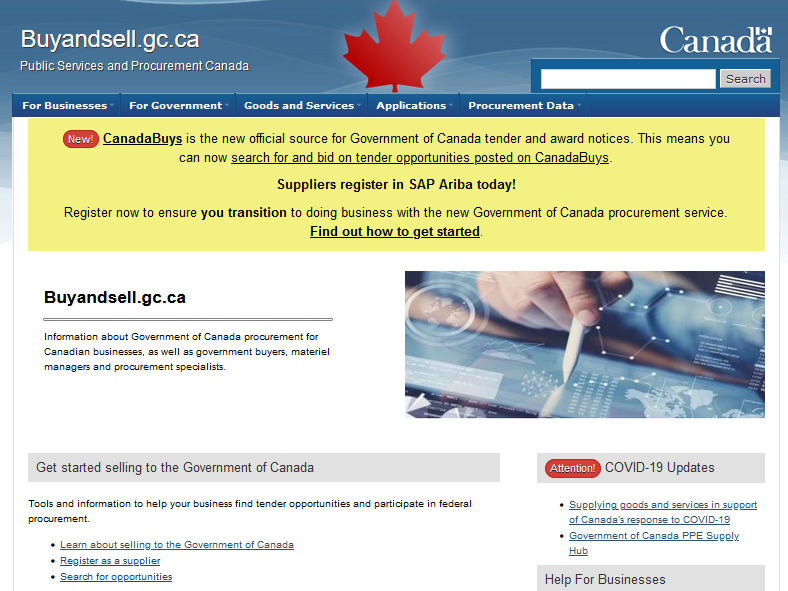 Buyandsell.gc.ca
Public Services and Procurement Canada
Canada
Search
For Businesses
For Government
Goods and Services
Applications
Procurement Data
New! CanadaBuys is the new official source for Government of Canada tender and award notices. This means you
can now search for and bid on tender opportunities posted on CanadaBuys.
Suppliers register in SAP Ariba today!
Register now to ensure you transition to doing business with the new Government of Canada procurement service.
Find out how to get started.
Buyandsell.gc.ca
Information about Government of Canada procurement for
Canadian businesses, as well as government buyers, materiel
managers and procurement specialists.
Get started selling to the Government of Canada
Tools and information to help your business find tender opportunities and participate in federal
procurement.
• Learn about selling to the Government of Canada
• Register as a supplier
• Search for opportunities
Attention! COVID-19 Updates
• Supplying goods and services in support
of Canada's response to COVID-19
• Government of Canada PPE Supply
Hub
Help For Businesses